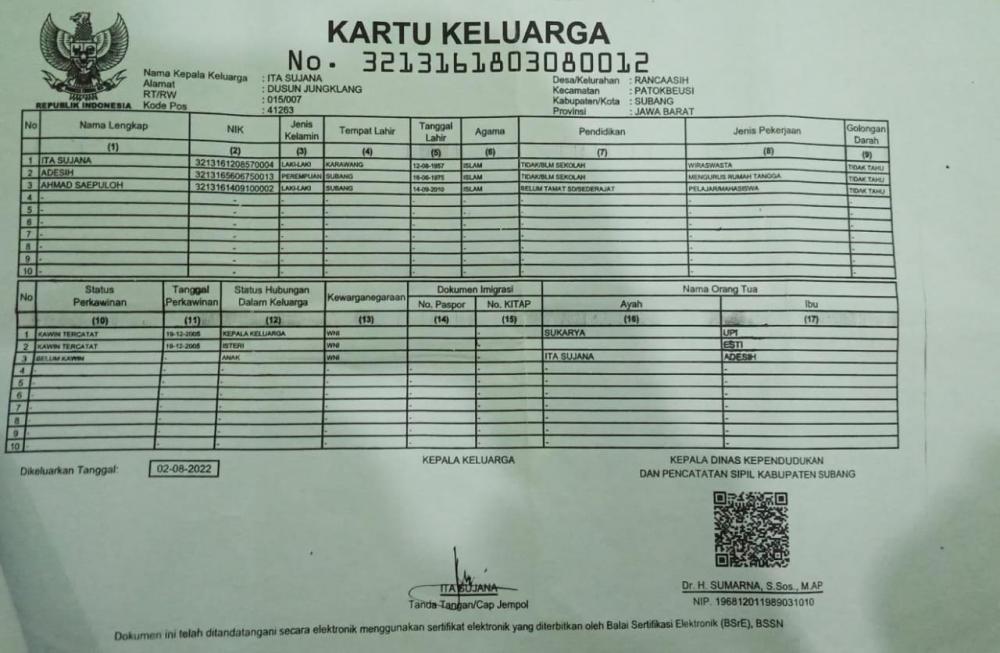 KARTU KELUARGA
No. 3213161803080012
REPUBLIK INDONESIA
Nama Kepala Keluarga : ITA SUJANA
Alamat : DUSUN JUNGKLANG
RT/RW : 015/007
Kode Pos : 41263
Desa/Kelurahan : RANCAASIH
Kecamatan : PATOKBEUSI
Kabupaten/Kota : SUBANG
Provinsi : JAWA BARAT
No Nama Lengkap NIK Jenis Kelamin Tempat Lahir Tanggal Lahir Agama Pendidikan Jenis Pekerjaan Golongan Darah
(1) (2) (3) (4) (5) (6) (7) (8) (9)
1 ITA SUJANA 3213161208570004 LAKI-LAKI KARAWANG 12-08-1957 ISLAM TIDAK/BLM SEKOLAH WIRASWASTA TIDAK TAHU
2 ADESIH 3213165606750013 PEREMPUAN SUBANG 16-06-1975 ISLAM TIDAK/BLM SEKOLAH MENGURUS RUMAH TANGGA TIDAK TAHU
3 AHMAD SAEPULOH 3213161409100002 LAKI-LAKI SUBANG 14-09-2010 ISLAM BELUM TAMAT SD/SEDERAJAT PELAJAR/MAHASISWA TIDAK TAHU
4 - - - - - - - - -
5 - - - - - - - - -
6 - - - - - - - - -
7 - - - - - - - - -
8 - - - - - - - - -
9 - - - - - - - - -
10 - - - - - - - - -
No Status Perkawinan Tanggal Perkawinan Status Hubungan Dalam Keluarga Kewarganegaraan Dokumen Imigrasi Nama Orang Tua
No. Paspor No. KITAP Ayah Ibu
(10) (11) (12) (13) (14) (15) (16) (17)
1 KAWIN TERCATAT 19-12-2005 KEPALA KELUARGA WNI - SUKARYA UPI
2 KAWIN TERCATAT 19-12-2005 ISTERI WNI - ESTI
3 BELUM KAWIN - ANAK WNI - ITA SUJANA ADESIH
4 - - - - - - - -
5 - - - - - - - -
6 - - - - - - - -
7 - - - - - - - -
8 - - - - - - - -
9 - - - - - - - -
10 - - - - - - - -
Dikeluarkan Tanggal: 02-08-2022
KEPALA KELUARGA
ITA SUJANA
Tanda Tangan/Cap Jempol
KEPALA DINAS KEPENDUDUKAN
DAN PENCATATAN SIPIL KABUPATEN SUBANG
Dr. H. SUMARNA, S.Sos., M.AP
NIP. 196812011989031010
Dokumen ini telah ditandatangani secara elektronik menggunakan sertifikat elektronik yang diterbitkan oleh Balai Sertifikasi Elektronik (BSrE), BSSN